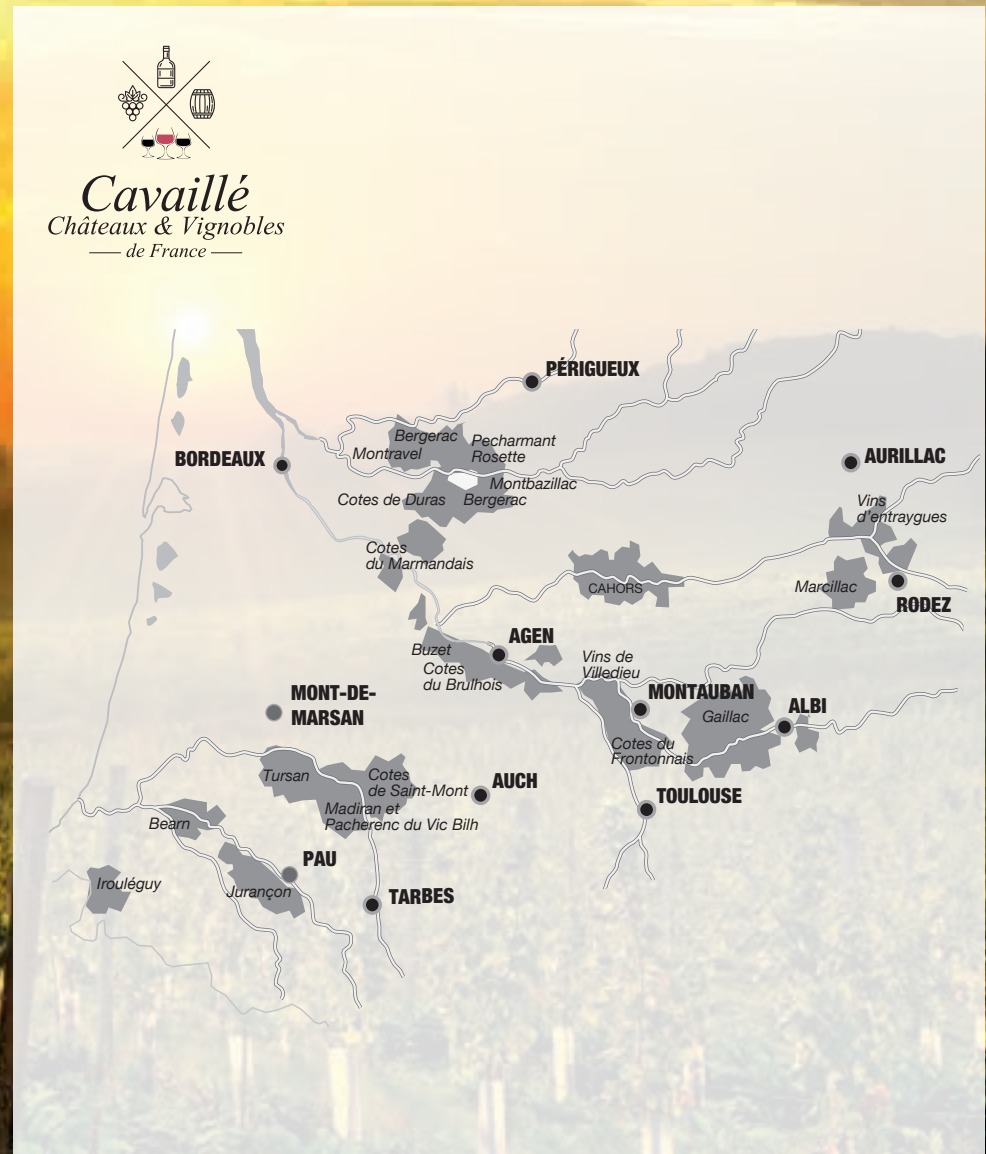 Cavaillé
Châteaux & Vignobles
de France
PÉRIGUEUX
Bergerac
Pecharmant
Rosette
Montravel
BORDEAUX
AURILLAC
Montbazillac
Cotes de Duras
Bergerac
Vins
d'entraygues
Cotes
du Marmandais
CAHORS
Marcillac
RODEZ
AGEN
Buzet
Cotes
du Brulhois
Vins de
Villedieu
MONT-DE-
MARSAN
MONTAUBAN
ALBI
Gaillac
Cotes du
Frontonnais
Tursan
Cotes
de Saint-Mont
AUCH
TOULOUSE
Madiran et
Pacherenc du Vic Bilh
Bearn
PAU
Irouléguy
Jurançon
TARBES